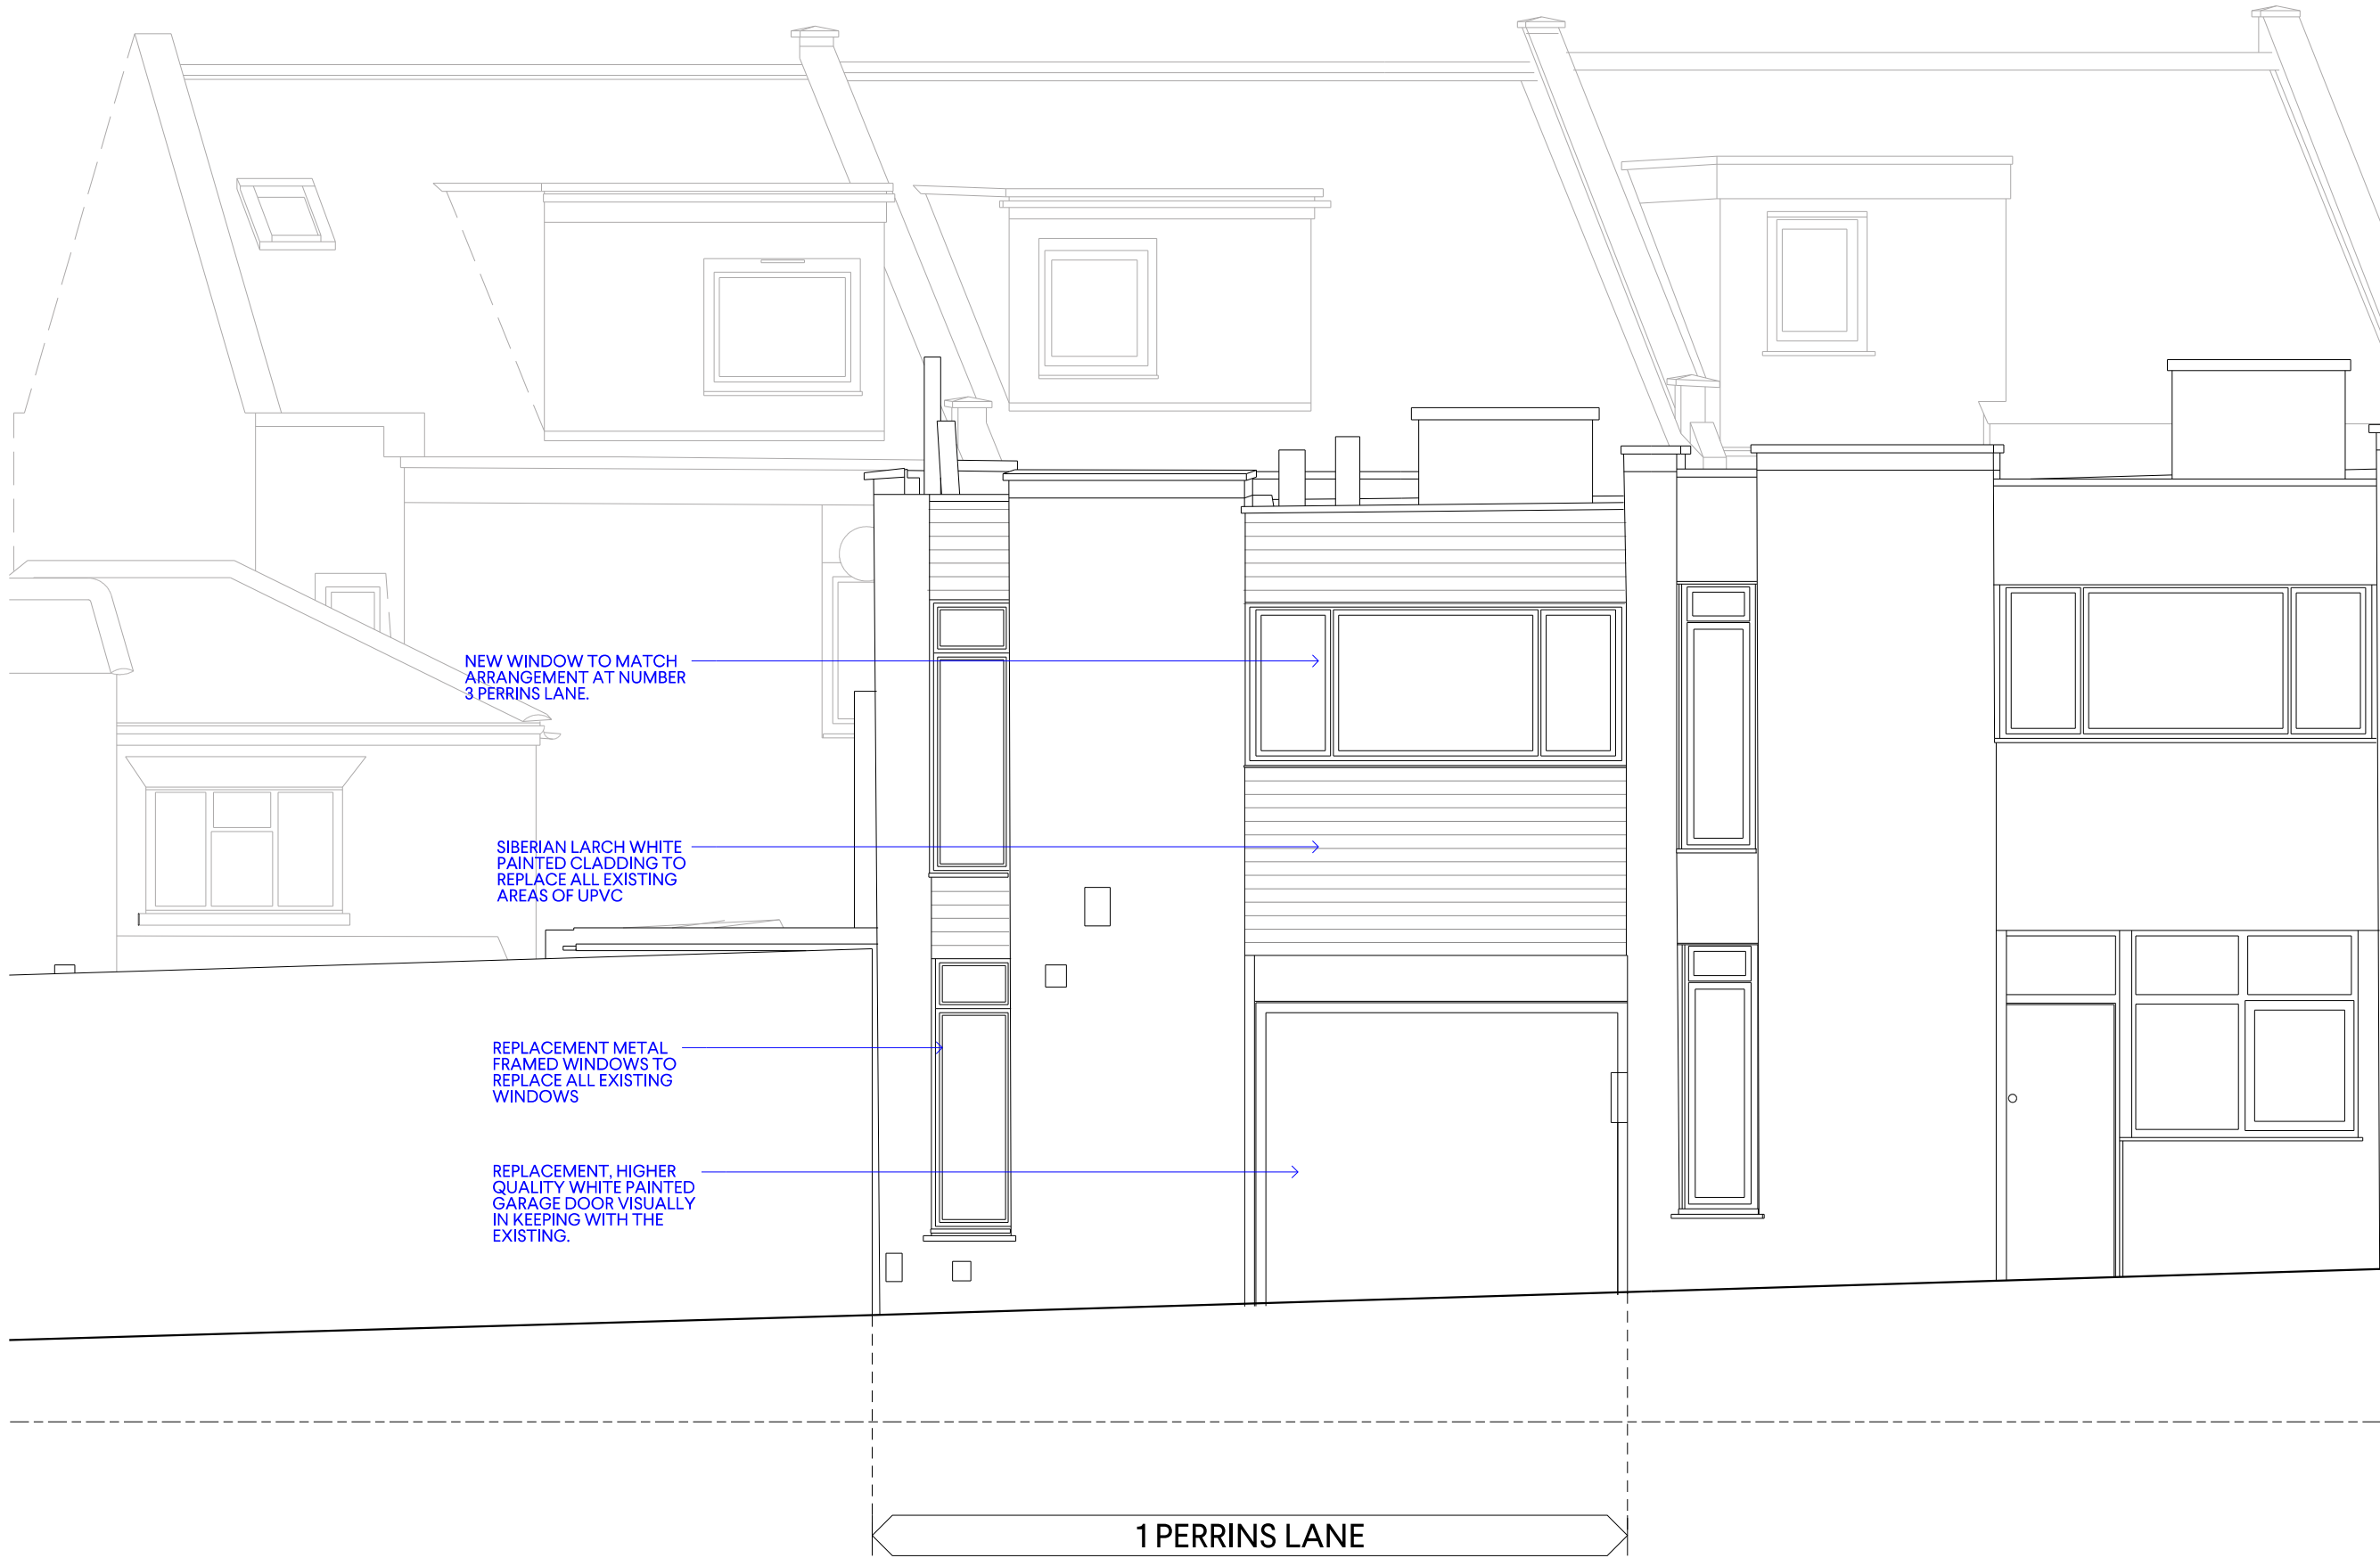 NEW WINDOW TO MATCH
ARRANGEMENT AT NUMBER
3 PERRINS LANE.
SIBERIAN LARCH WHITE
PAINTED CLADDING TO
REPLACE ALL EXISTING
AREAS OF UPVC
REPLACEMENT METAL
FRAMED WINDOWS TO
REPLACE ALL EXISTING
WINDOWS
REPLACEMENT, HIGHER
QUALITY WHITE PAINTED
GARAGE DOOR VISUALLY
IN KEEPING WITH THE
EXISTING.
1 PERRINS LANE